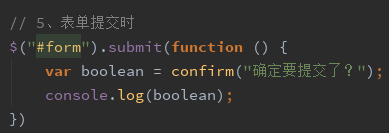 // 5、表单提交时
$("#form").submit(function () {
    var boolean = confirm("确定要提交了？");
    console.log(boolean);
})